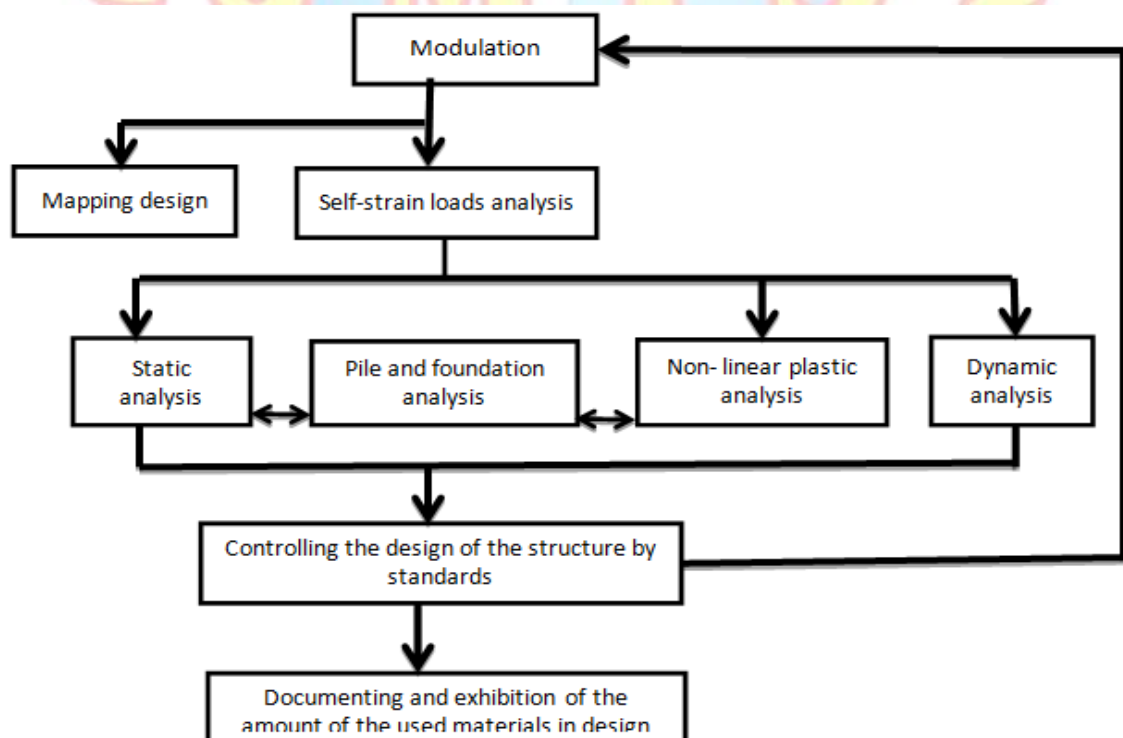 Modulation
Mapping design
Self-strain loads analysis
Static
analysis
Pile and foundation
analysis
Non- linear plastic
analysis
Dynamic
analysis
Controlling the design of the structure by
standards
Documenting and exhibition of the
amount of the used materials in design